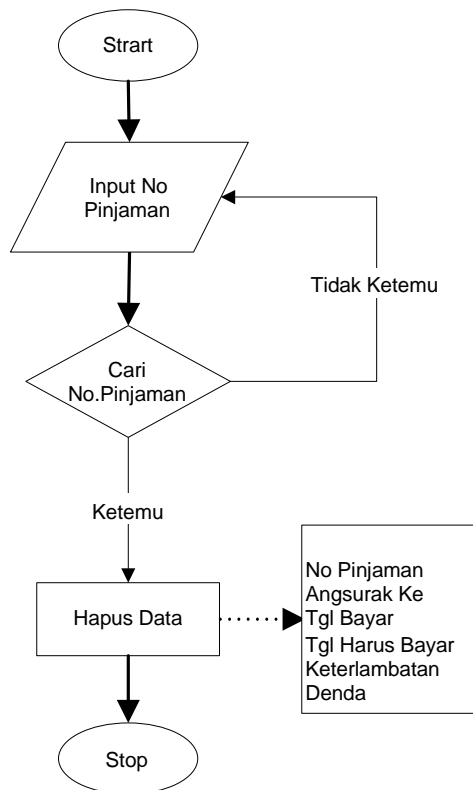 Strart
Input No
Pinjaman
Tidak Ketemu
Cari
No.Pinjaman
Ketemu
Hapus Data
No Pinjaman
Angsurak Ke
Tgl Bayar
Tgl Harus Bayar
Keterlambatan
Denda
Stop